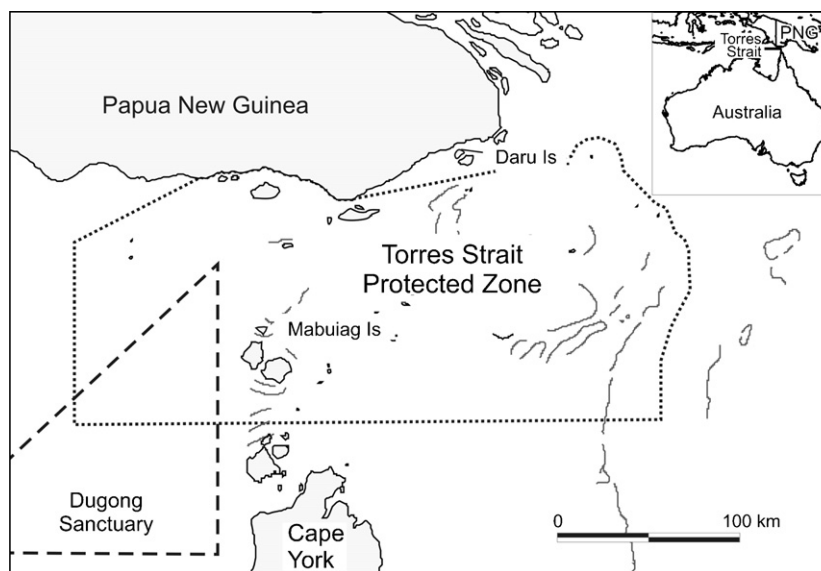 PNG
Torres
Strait
Australia
Papua New Guinea
Daru Is
Torres Strait
Protected Zone
Mabuiag Is
Dugong
Sanctuary
Cape
York
0
100 km